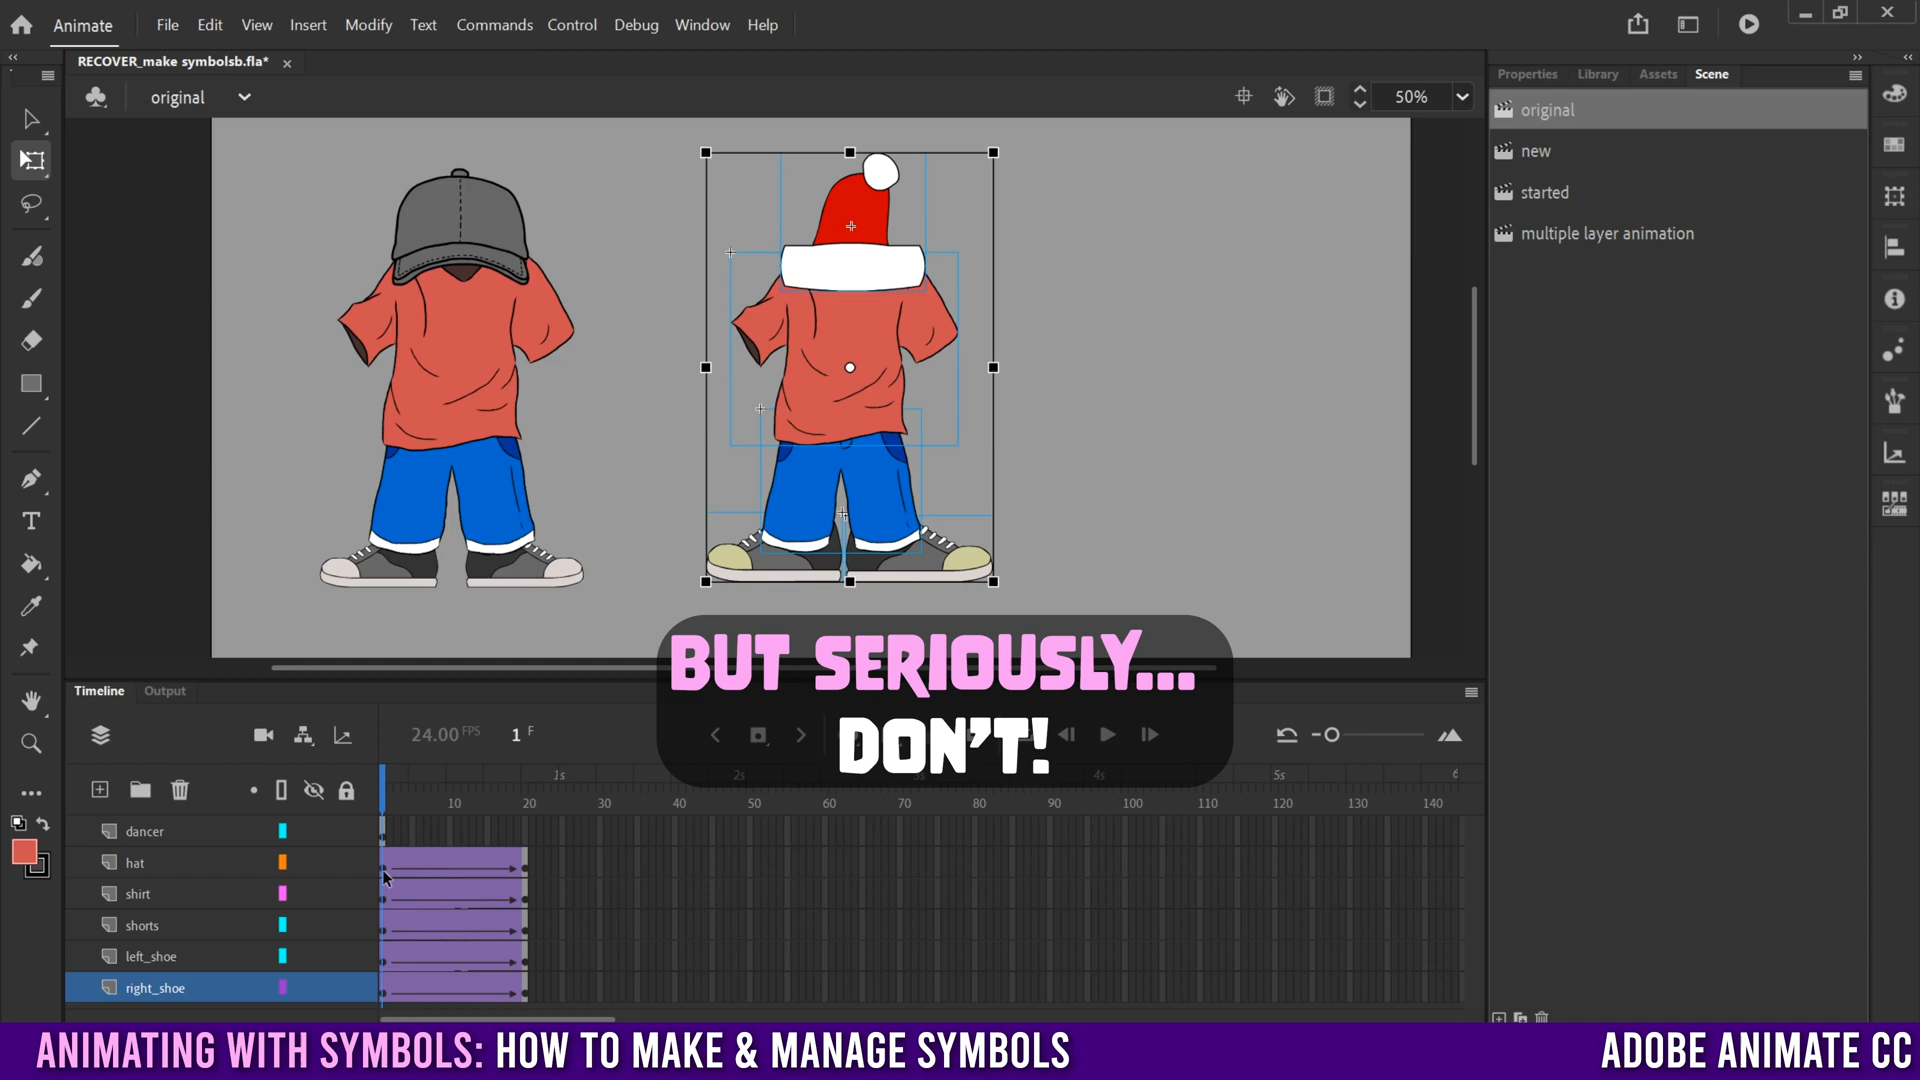 Animate
File Edit View Insert Modify Text Commands Control Debug Window Help
RECOVER_make symbolsb.fla*
Properties Library Assets Scene
original
50%
original
new
started
multiple layer animation
BUT SERIOUSLY...
DON'T!
Timeline Output
24.00 FPS 1 F
1s 2s 3s 4s 5s 6
10 20 30 40 50 60 70 80 90 100 110 120 130 140
dancer
hat
shirt
shorts
left_shoe
right_shoe
ANIMATING WITH SYMBOLS: HOW TO MAKE & MANAGE SYMBOLS
ADOBE ANIMATE CC